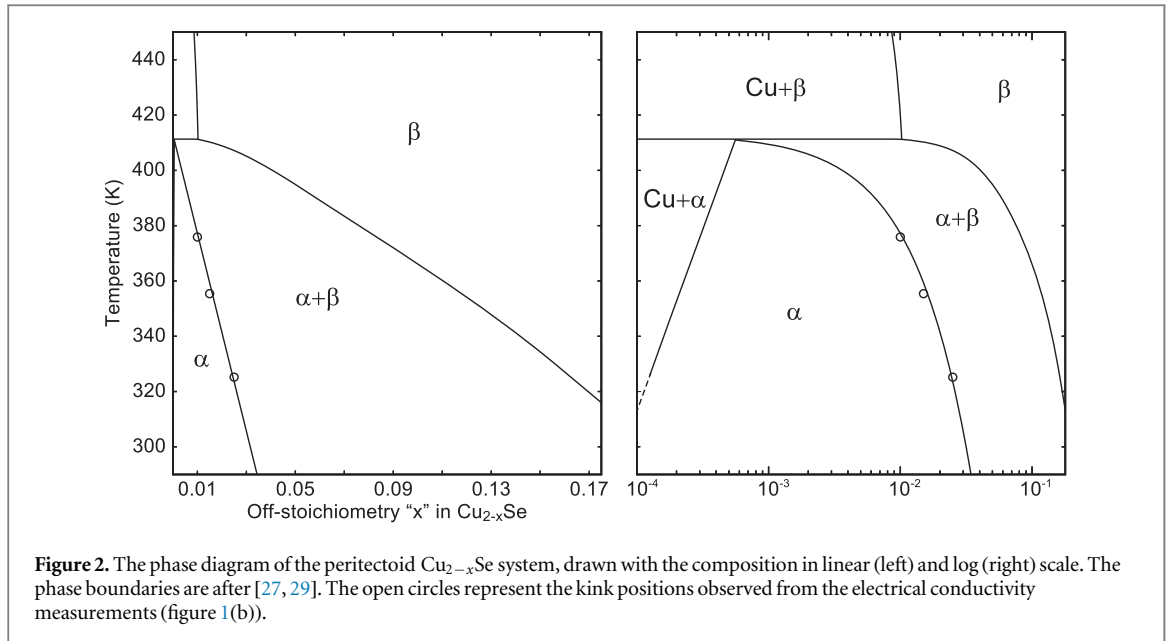 440
420
400
380
360
340
320
300
Temperature (K)
β
α+β
α
0.01 0.05 0.09 0.13 0.17
Off-stoichiometry “x” in Cu₂₋ₓSe
Cu+β
β
Cu+α
α+β
α
10⁻⁴ 10⁻³ 10⁻² 10⁻¹
Figure 2. The phase diagram of the peritectoid Cu₂₋ₓSe system, drawn with the composition in linear (left) and log (right) scale. The
phase boundaries are after [27, 29]. The open circles represent the kink positions observed from the electrical conductivity
measurements (figure 1(b)).